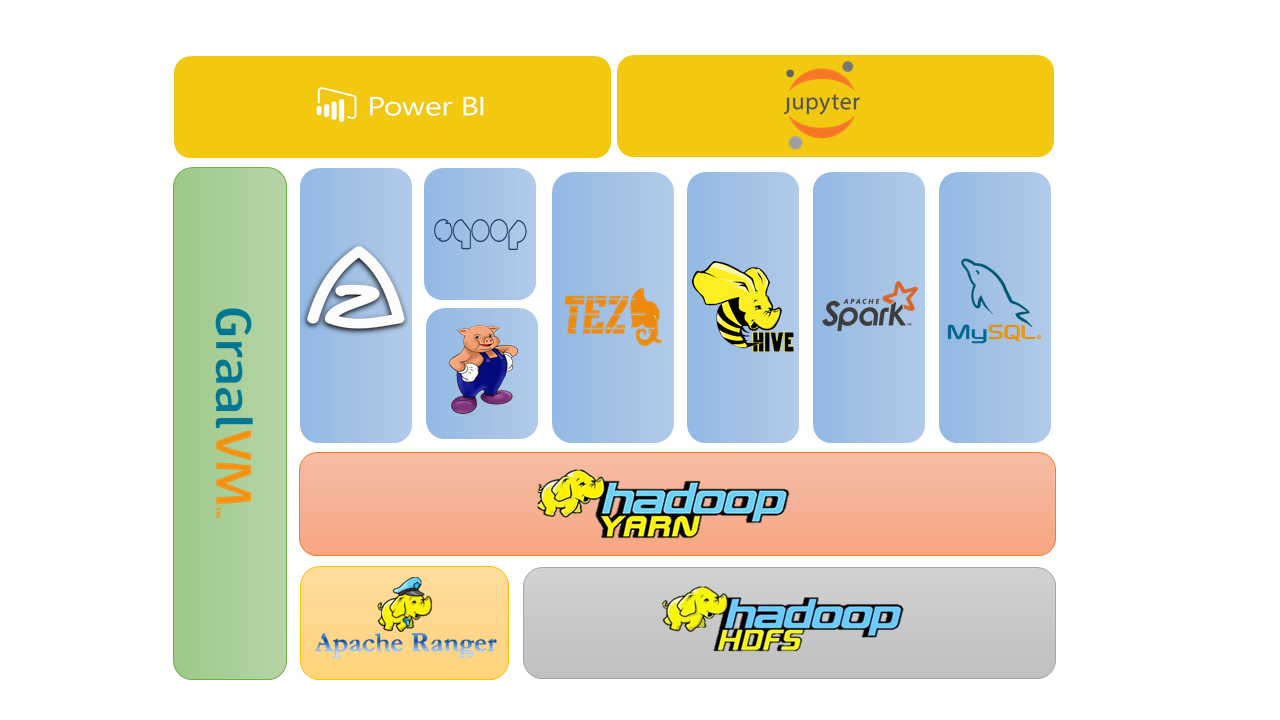 Power BI
jupyter
GraalVM™
sqoop
TEZ
HIVE
APACHE
Spark™
MySQL®
hadoop
YARN
Apache Ranger
hadoop
HDFS